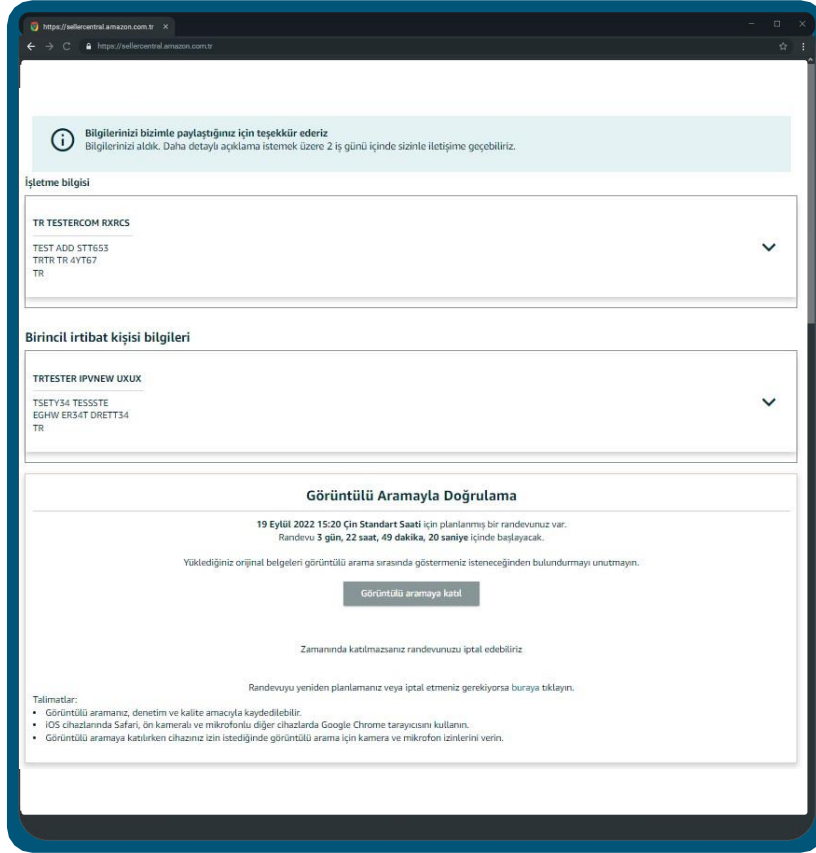 https://sellercentral.amazon.com.tr
https://sellercentral.amazon.com.tr
Bilgilerinizi bizimle paylaştığınız için teşekkür ederiz
Bilgilerinizi aldık. Daha detaylı açıklama istemek üzere 2 iş günü içinde sizinle iletişime geçebiliriz.
İşletme bilgisi
TR TESTERCOM RXRCS
TEST ADD STT653
TRTR TR 4YT67
TR
Birincil irtibat kişisi bilgileri
TRTESTER IPVNEW UXUX
TSETY34 TESSSTE
EGHW ER34T DRETT34
TR
Görüntülü Aramayla Doğrulama
19 Eylül 2022 15:20 Çin Standart Saati için planlanmış bir randevunuz var.
Randevu 3 gün, 22 saat, 49 dakika, 20 saniye içinde başlayacak.
Yüklediğiniz orijinal belgeleri görüntülü arama sırasında göstermeniz isteneceğinden bulundurmayı unutmayın.
Görüntülü aramaya katıl
Zamanında katılmazsanız randevunuzu iptal edebiliriz
Randevuyu yeniden planlamanız veya iptal etmeniz gerekiyorsa buraya tıklayın.
Talimatlar:
• Görüntülü aramanız, denetim ve kalite amacıyla kaydedilebilir.
• iOS cihazlarında Safari, ön kameralı ve mikrofonlu diğer cihazlarda Google Chrome tarayıcısını kullanın.
• Görüntülü aramaya katılırken cihazınız izin istediğinde görüntülü arama için kamera ve mikrofon izinlerini verin.